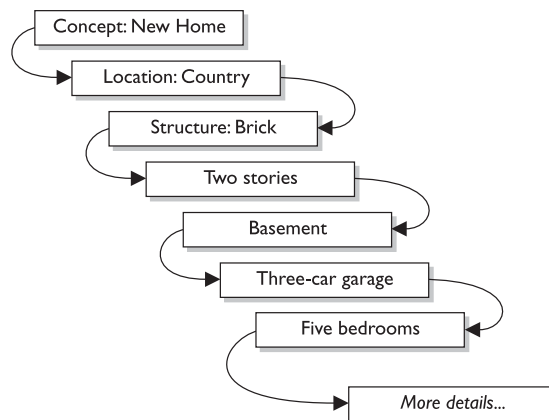 Concept: New Home
Location: Country
Structure: Brick
Two stories
Basement
Three-car garage
Five bedrooms
More details...